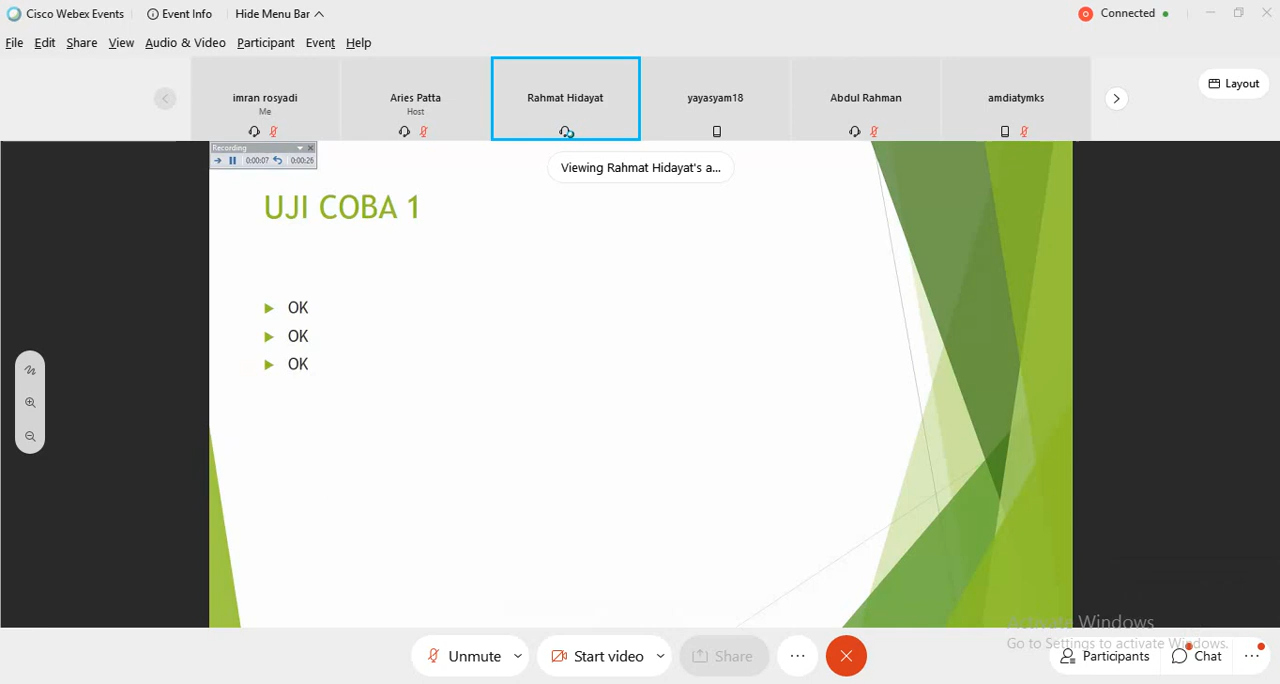 Cisco Webex Events Event Info Hide Menu Bar Connected
File Edit Share View Audio & Video Participant Event Help
imran rosyadi
Me
Aries Patta
Host
Rahmat Hidayat
yayasyam18
Abdul Rahman
amdiatymks
Layout
Recording
0:00:07 0:00:26
Viewing Rahmat Hidayat's a...
UJI COBA 1
OK
OK
OK
Activate Windows
Go to Settings to activate Windows.
Unmute Start video Share Participants Chat